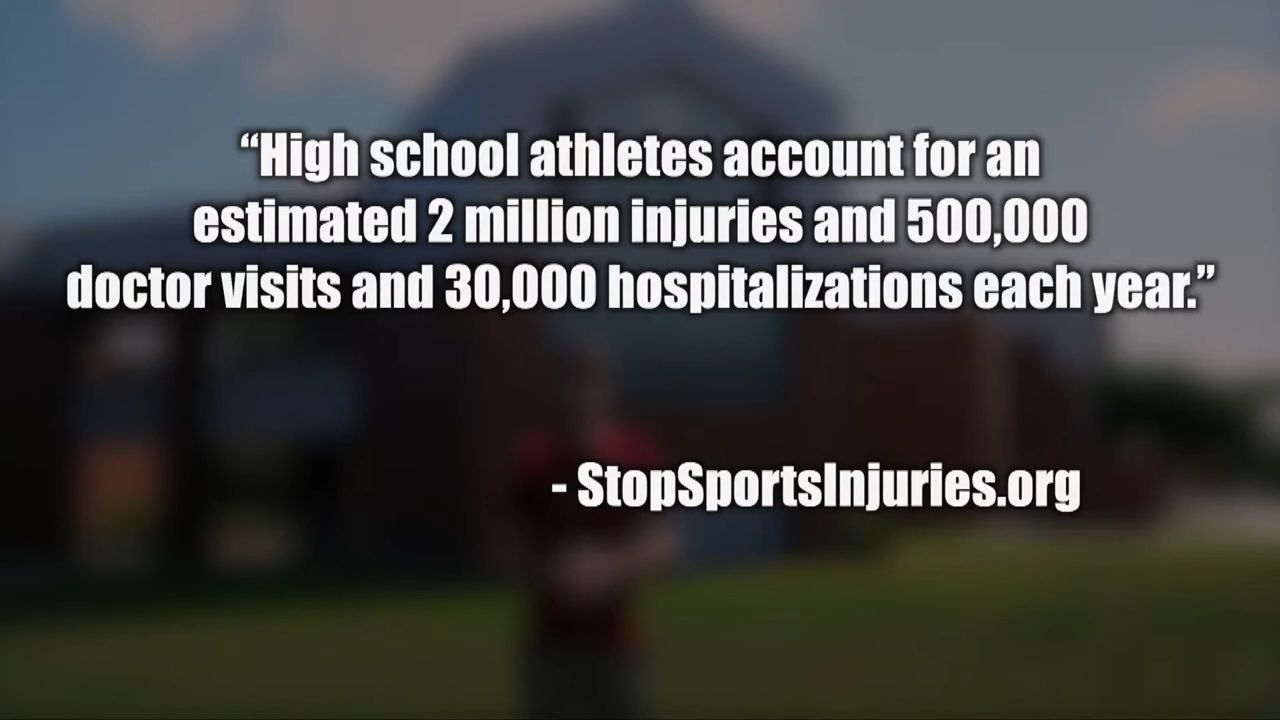 “High school athletes account for an
estimated 2 million injuries and 500,000
doctor visits and 30,000 hospitalizations each year.”
- StopSportsInjuries.org